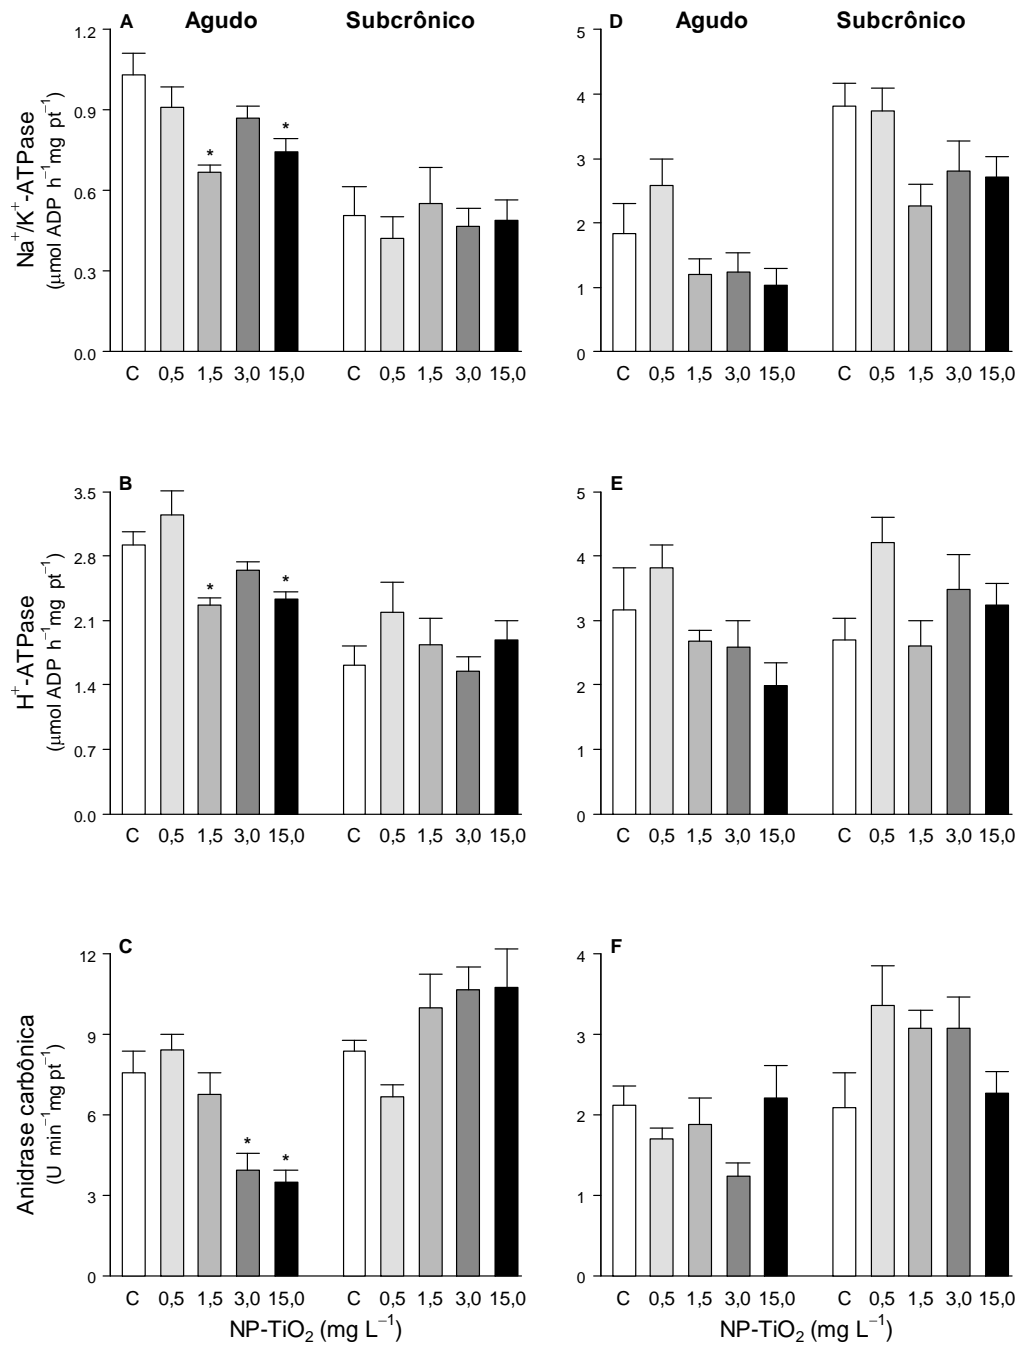 A Agudo Subcrônico
Na⁺/K⁺-ATPase
(µmol ADP h⁻¹mg pt⁻¹)
1.2
0.9
0.6
0.3
0.0
* *
C 0,5 1,5 3,0 15,0 C 0,5 1,5 3,0 15,0
D Agudo Subcrônico
5
4
3
2
1
0
C 0,5 1,5 3,0 15,0 C 0,5 1,5 3,0 15,0
B
H⁺-ATPase
(µmol ADP h⁻¹mg pt⁻¹)
3.5
2.8
2.1
1.4
0.7
0.0
* *
C 0,5 1,5 3,0 15,0 C 0,5 1,5 3,0 15,0
E
5
4
3
2
1
0
C 0,5 1,5 3,0 15,0 C 0,5 1,5 3,0 15,0
C
Anidrase carbônica
(U min⁻¹mg pt⁻¹)
12
9
6
3
0
* *
C 0,5 1,5 3,0 15,0 C 0,5 1,5 3,0 15,0
NP-TiO₂ (mg L⁻¹)
F
4
3
2
1
0
C 0,5 1,5 3,0 15,0 C 0,5 1,5 3,0 15,0
NP-TiO₂ (mg L⁻¹)